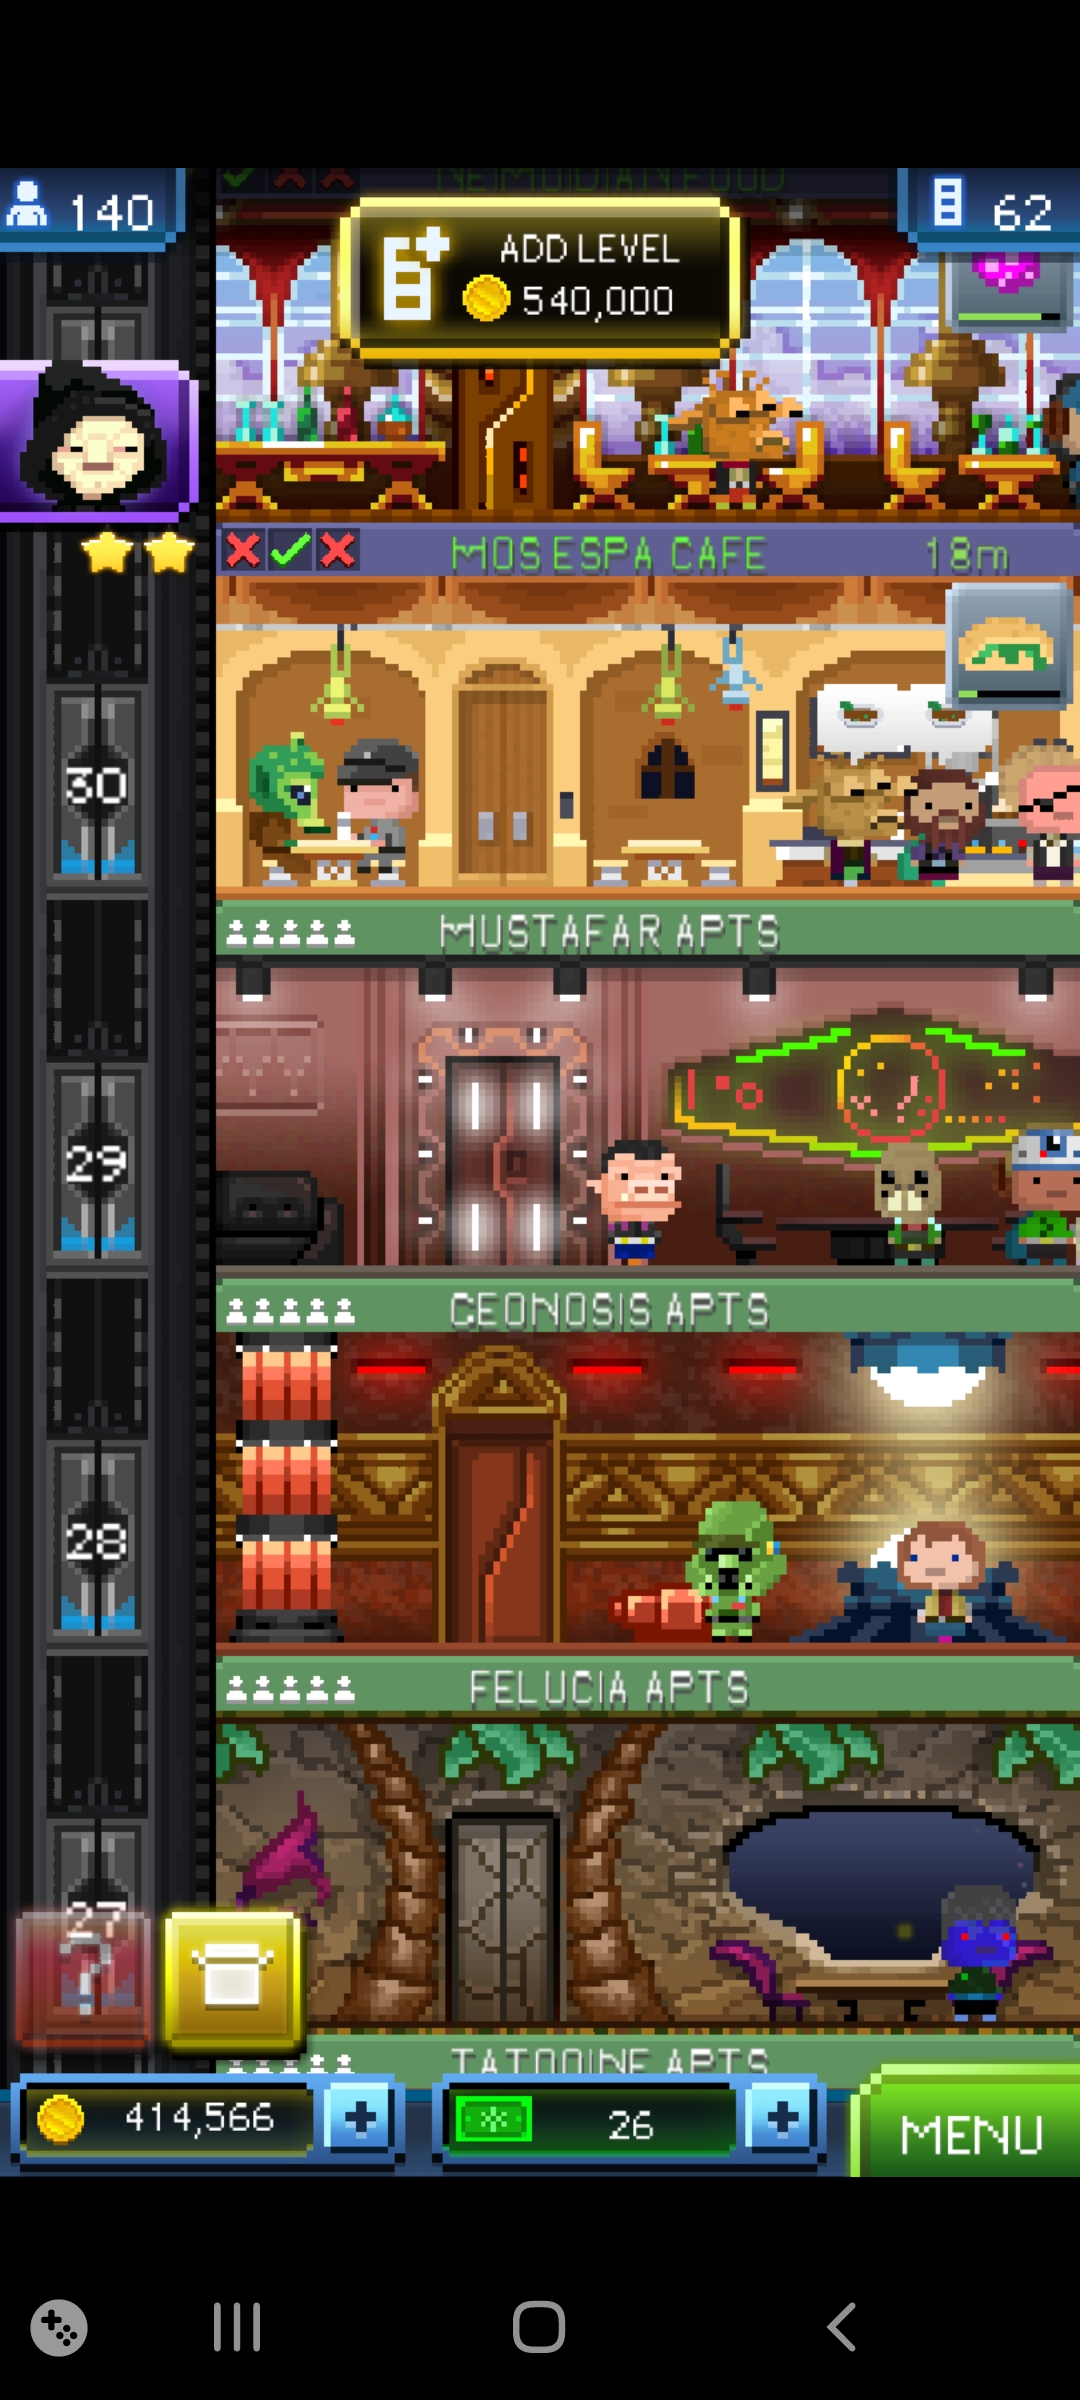 NEIMOIDIAN FOOD
140
ADD LEVEL
540,000
62
MOS ESPA CAFE
18m
30
MUSTAFAR APTS
29
GEONOSIS APTS
28
FELUCIA APTS
27
?
TATOOINE APTS
414,566
26
MENU